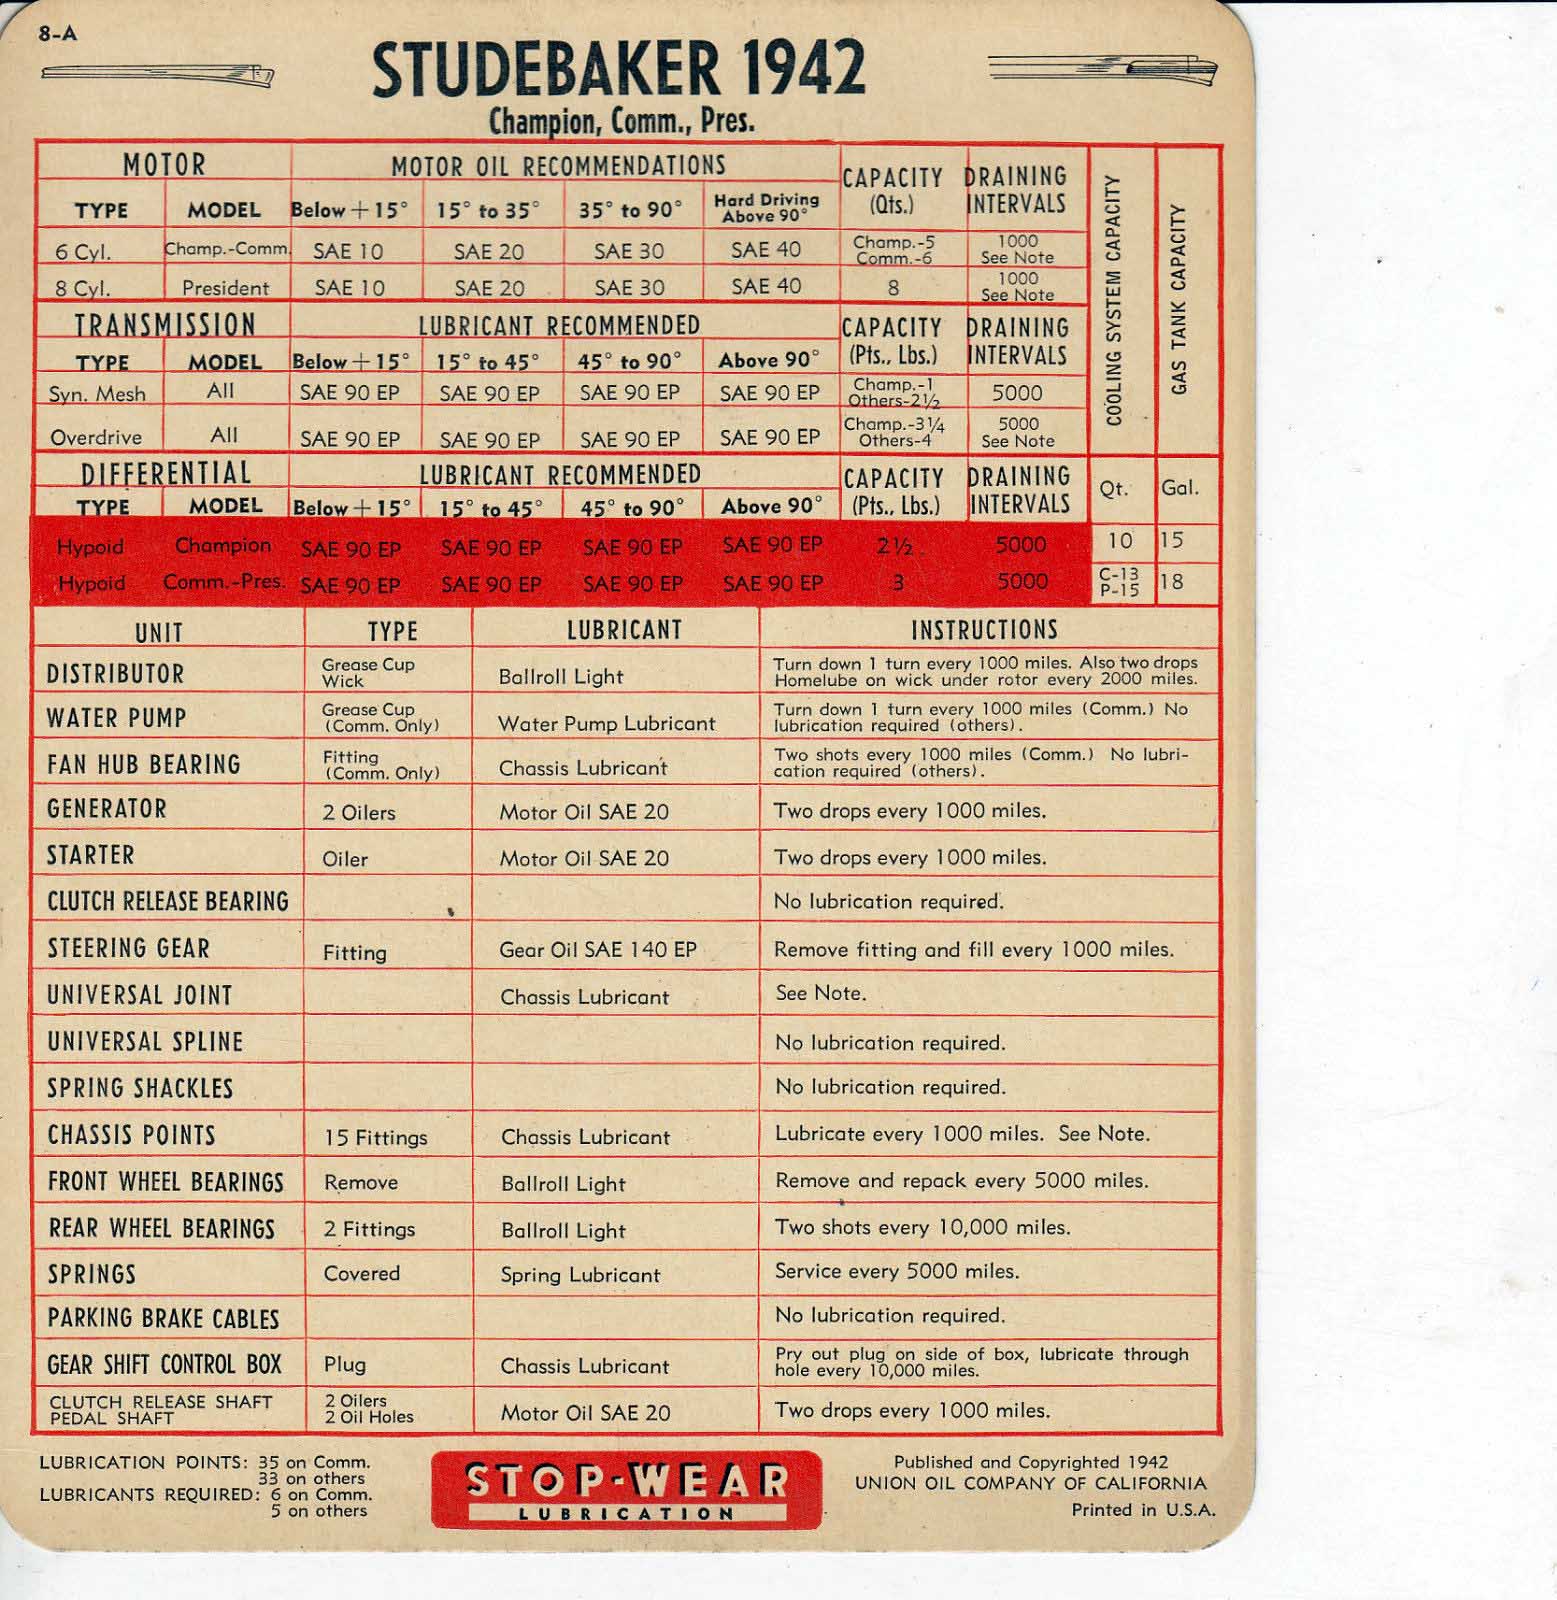 8-A
STUDEBAKER 1942
Champion, Comm., Pres.
MOTOR MOTOR OIL RECOMMENDATIONS CAPACITY (Qts.) DRAINING INTERVALS COOLING SYSTEM CAPACITY GAS TANK CAPACITY
TYPE MODEL Below +15° 15° to 35° 35° to 90° Hard Driving Above 90°
6 Cyl. Champ.-Comm. SAE 10 SAE 20 SAE 30 SAE 40 Champ.-5 Comm.-6 1000 See Note
8 Cyl. President SAE 10 SAE 20 SAE 30 SAE 40 8 1000 See Note
TRANSMISSION LUBRICANT RECOMMENDED CAPACITY (Pts., Lbs.) DRAINING INTERVALS
TYPE MODEL Below +15° 15° to 45° 45° to 90° Above 90°
Syn. Mesh All SAE 90 EP SAE 90 EP SAE 90 EP SAE 90 EP Champ.-1 Others-2½ 5000
Overdrive All SAE 90 EP SAE 90 EP SAE 90 EP SAE 90 EP Champ.-3¼ Others-4 5000 See Note
DIFFERENTIAL LUBRICANT RECOMMENDED CAPACITY (Pts., Lbs.) DRAINING INTERVALS Qt. Gal.
TYPE MODEL Below +15° 15° to 45° 45° to 90° Above 90°
Hypoid Champion SAE 90 EP SAE 90 EP SAE 90 EP SAE 90 EP 2½ 5000 10 15
Hypoid Comm.-Pres. SAE 90 EP SAE 90 EP SAE 90 EP SAE 90 EP 3 5000 C-13 P-15 18
UNIT TYPE LUBRICANT INSTRUCTIONS
DISTRIBUTOR Grease Cup Wick Ballroll Light Turn down 1 turn every 1000 miles. Also two drops Homelube on wick under rotor every 2000 miles.
WATER PUMP Grease Cup (Comm. Only) Water Pump Lubricant Turn down 1 turn every 1000 miles (Comm.) No lubrication required (others).
FAN HUB BEARING Fitting (Comm. Only) Chassis Lubricant Two shots every 1000 miles (Comm.) No lubri-cation required (others).
GENERATOR 2 Oilers Motor Oil SAE 20 Two drops every 1000 miles.
STARTER Oiler Motor Oil SAE 20 Two drops every 1000 miles.
CLUTCH RELEASE BEARING No lubrication required.
STEERING GEAR Fitting Gear Oil SAE 140 EP Remove fitting and fill every 1000 miles.
UNIVERSAL JOINT Chassis Lubricant See Note.
UNIVERSAL SPLINE No lubrication required.
SPRING SHACKLES No lubrication required.
CHASSIS POINTS 15 Fittings Chassis Lubricant Lubricate every 1000 miles. See Note.
FRONT WHEEL BEARINGS Remove Ballroll Light Remove and repack every 5000 miles.
REAR WHEEL BEARINGS 2 Fittings Ballroll Light Two shots every 10,000 miles.
SPRINGS Covered Spring Lubricant Service every 5000 miles.
PARKING BRAKE CABLES No lubrication required.
GEAR SHIFT CONTROL BOX Plug Chassis Lubricant Pry out plug on side of box, lubricate through hole every 10,000 miles.
CLUTCH RELEASE SHAFT PEDAL SHAFT 2 Oilers 2 Oil Holes Motor Oil SAE 20 Two drops every 1000 miles.
LUBRICATION POINTS: 35 on Comm.
33 on others
LUBRICANTS REQUIRED: 6 on Comm.
5 on others
STOP-WEAR
LUBRICATION
Published and Copyrighted 1942
UNION OIL COMPANY OF CALIFORNIA
Printed in U.S.A.